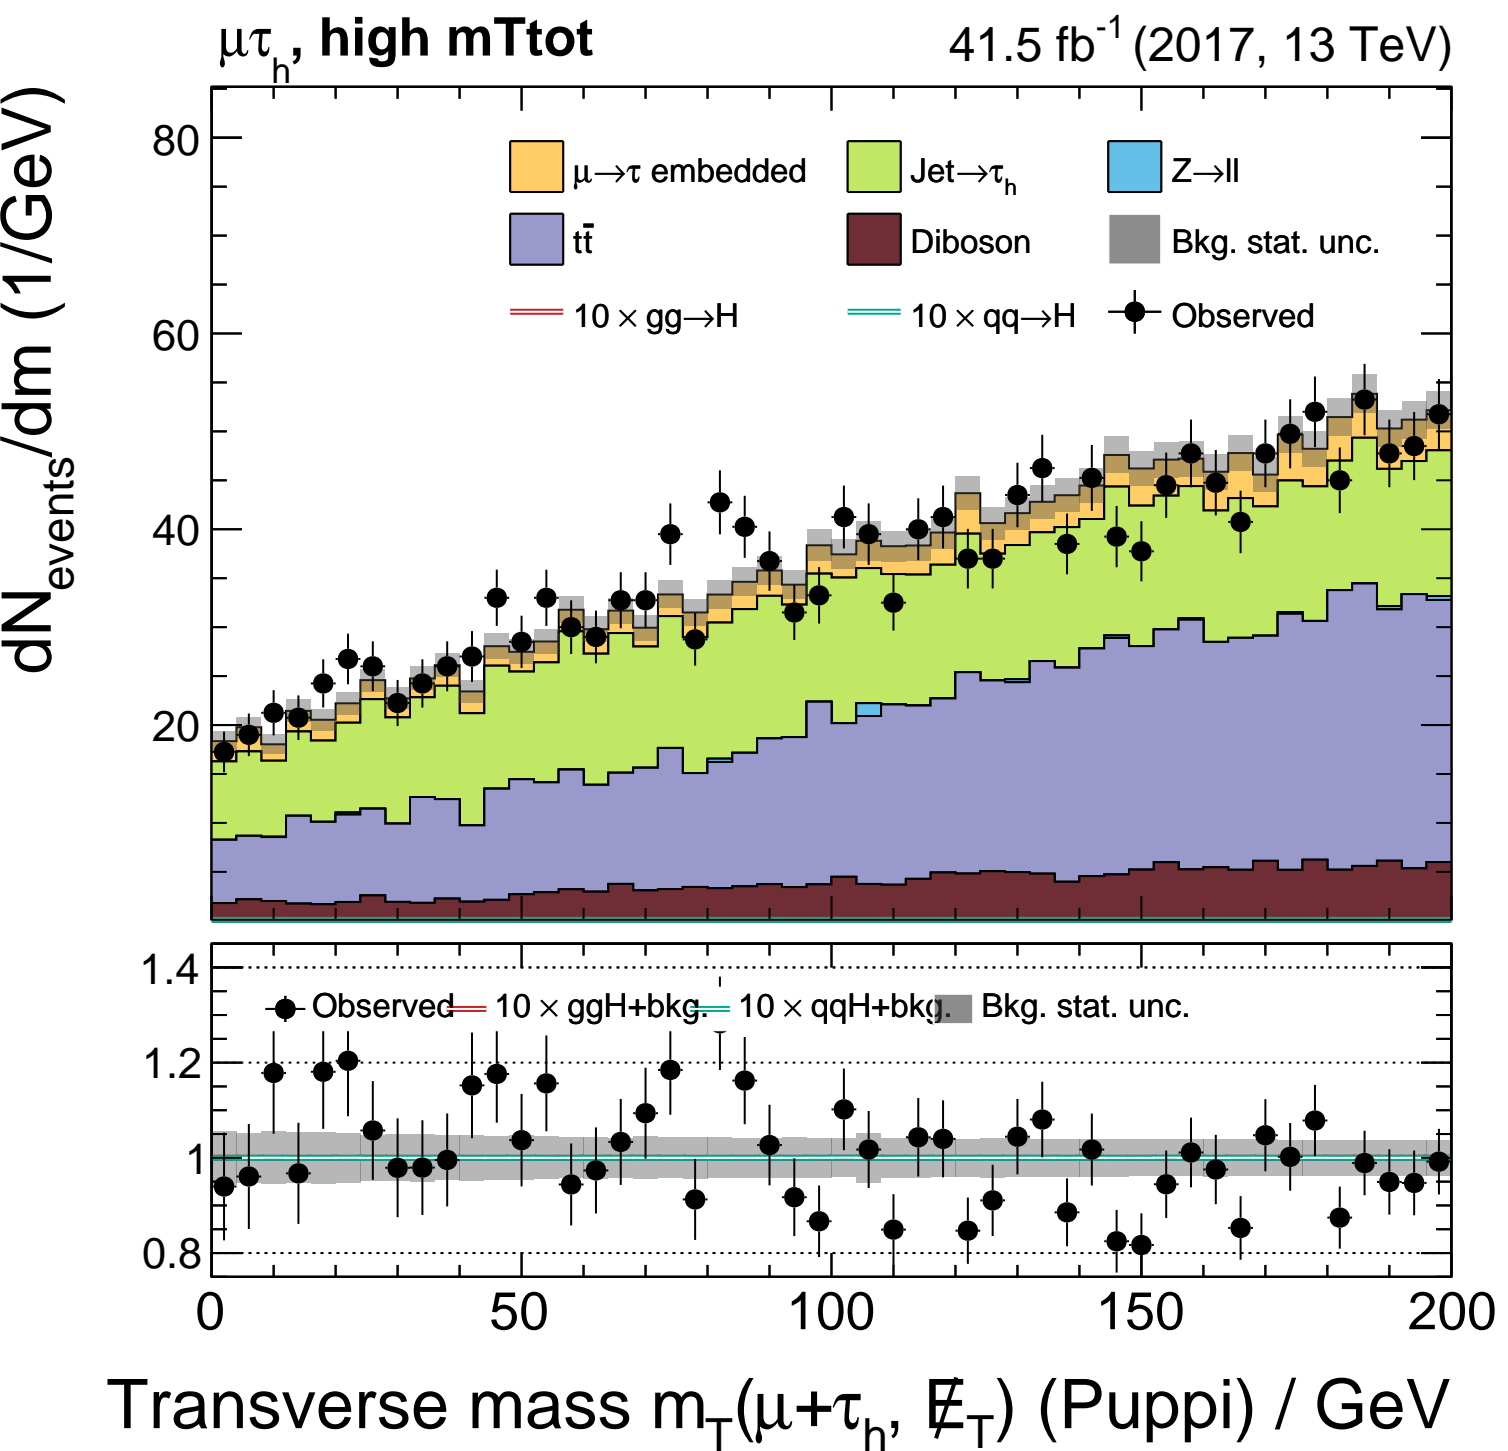 μτh, high mTtot
41.5 fb-1 (2017, 13 TeV)
dNevents/dm (1/GeV)
80
60
40
20
μ→τ embedded
Jet→τh
Z→ll
tt̄
Diboson
Bkg. stat. unc.
10 × gg→H
10 × qq→H
Observed
1.4
1.2
1
0.8
Observed
10 × ggH+bkg.
10 × qqH+bkg.
Bkg. stat. unc.
0
50
100
150
200
Transverse mass mT(μ+τh, E̸T) (Puppi) / GeV